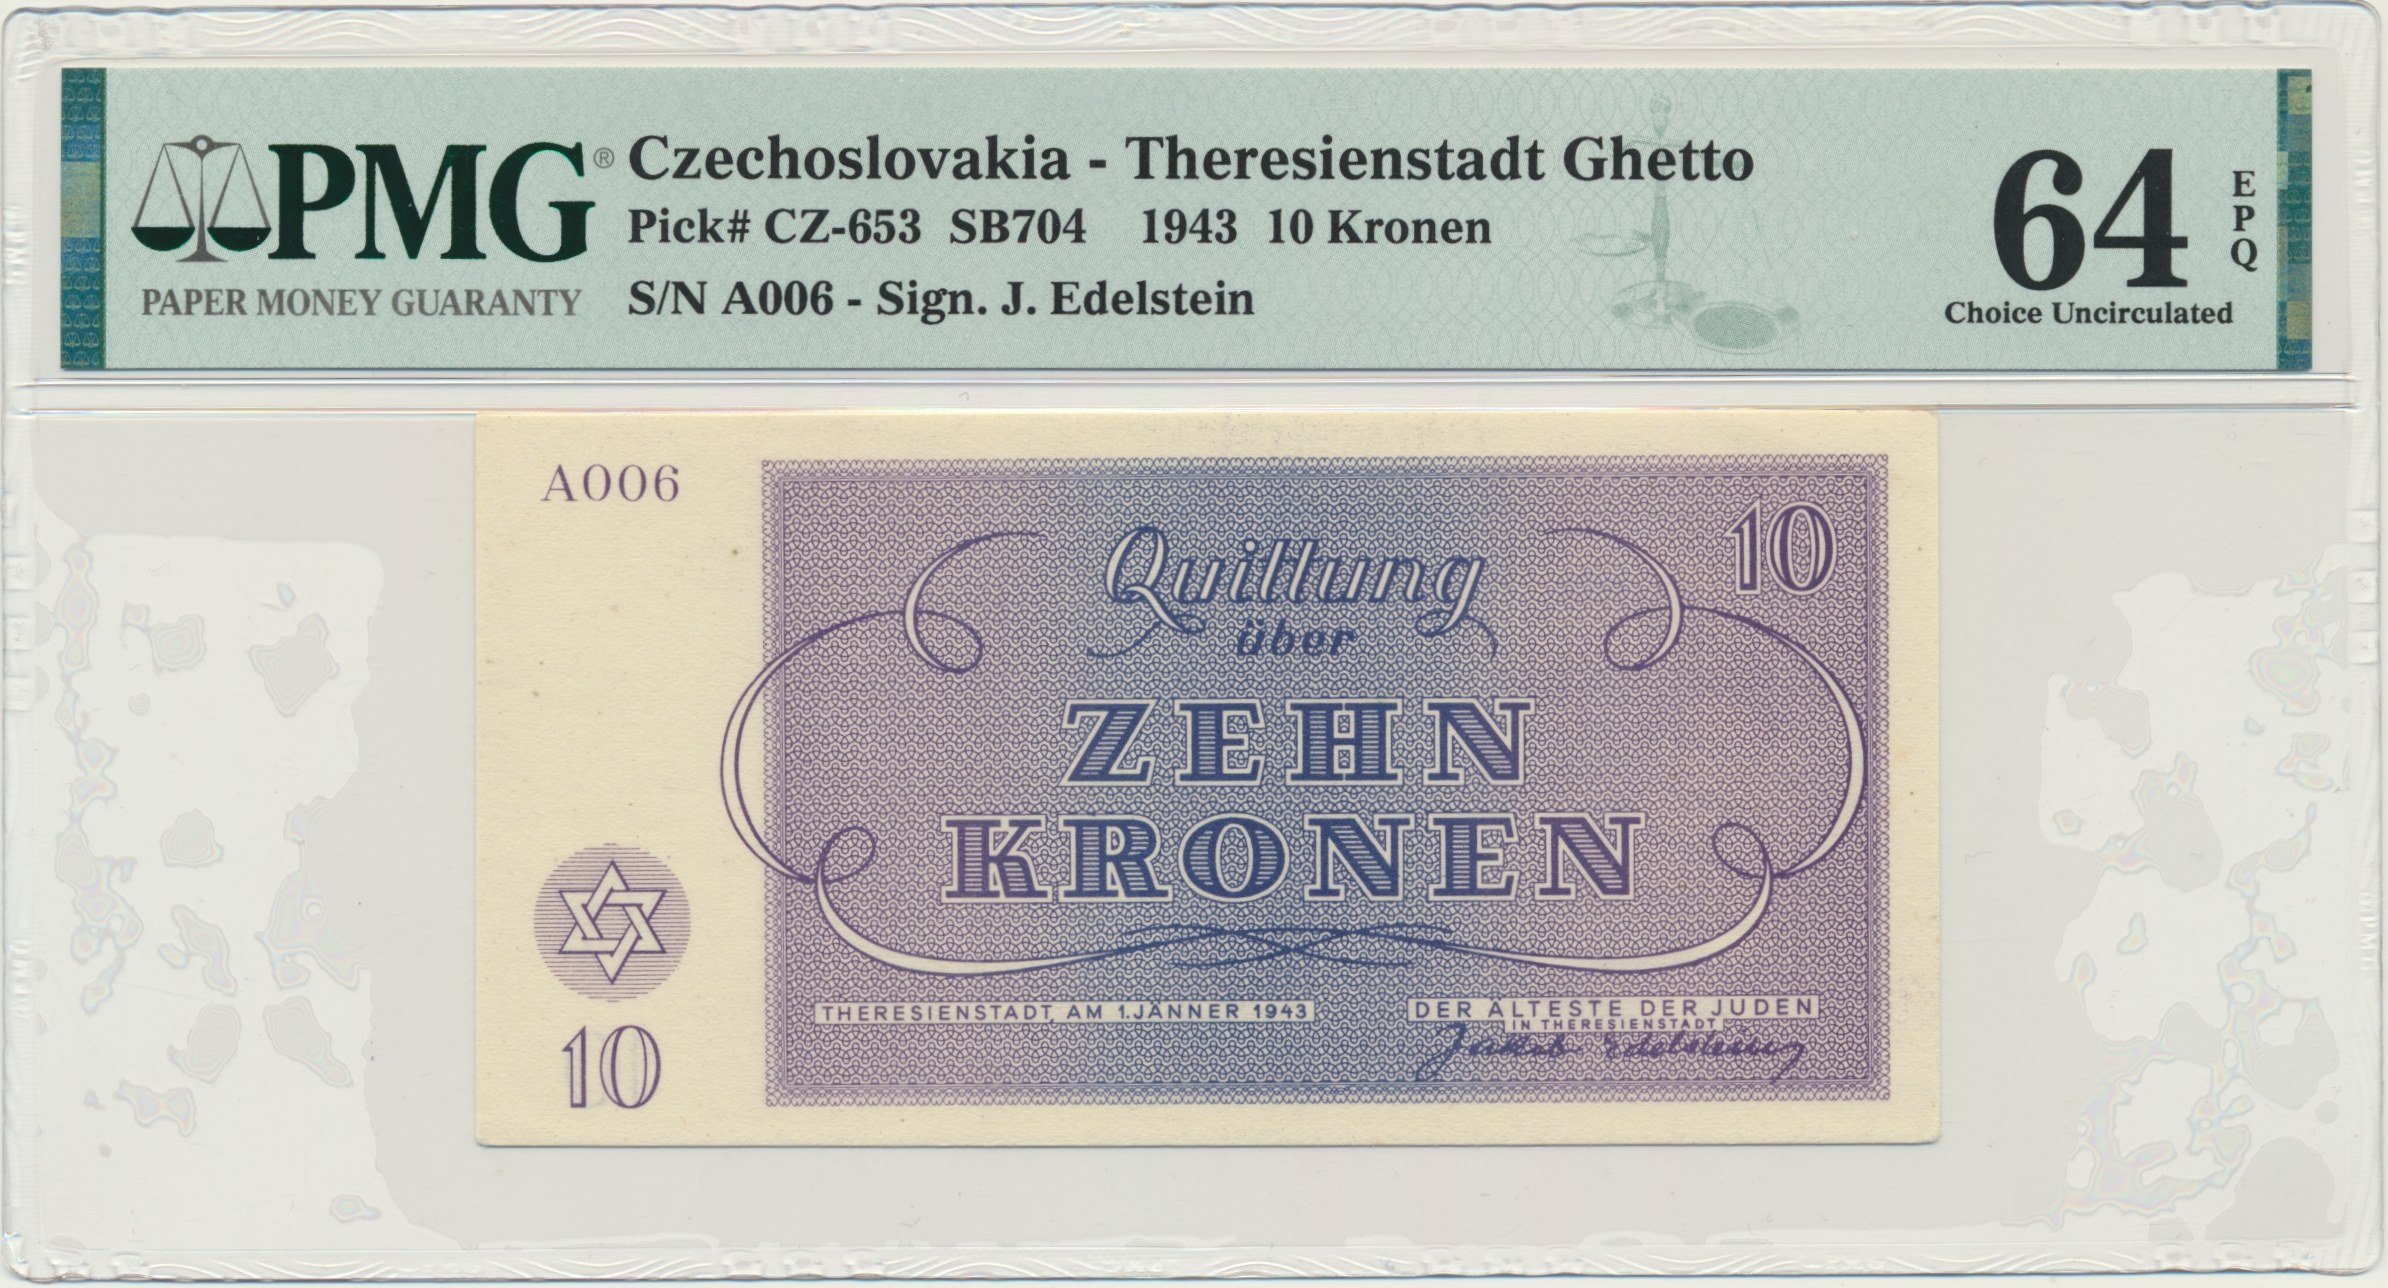 PMG®
PAPER MONEY GUARANTY
Czechoslovakia - Theresienstadt Ghetto
Pick# CZ-653 SB704 1943 10 Kronen
S/N A006 - Sign. J. Edelstein
64 EPQ
Choice Uncirculated
A006
10
Quittung
über
ZEHN
KRONEN
THERESIENSTADT, AM 1. JÄNNER 1943
DER ÄLTESTE DER JUDEN
IN THERESIENSTADT
Jakob Edelstein
10